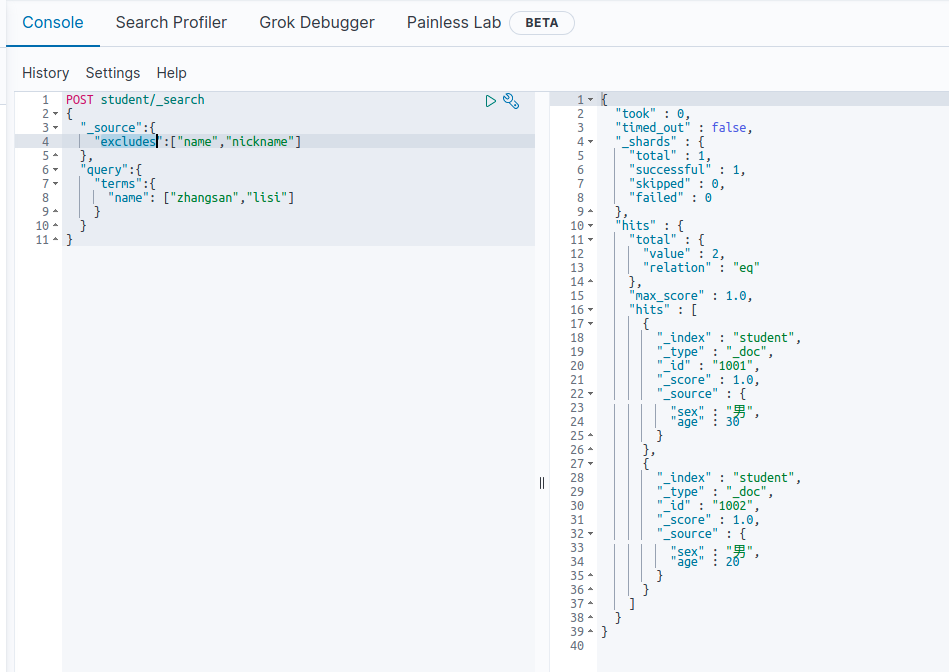 Console Search Profiler Grok Debugger Painless Lab BETA
History Settings Help
1 POST student/_search
2 {
3 "_source":{
4 "excludes":["name","nickname"]
5 },
6 "query":{
7 "terms":{
8 "name": ["zhangsan","lisi"]
9 }
10 }
11 }
1 {
2 "took" : 0,
3 "timed_out" : false,
4 "_shards" : {
5 "total" : 1,
6 "successful" : 1,
7 "skipped" : 0,
8 "failed" : 0
9 },
10 "hits" : {
11 "total" : {
12 "value" : 2,
13 "relation" : "eq"
14 },
15 "max_score" : 1.0,
16 "hits" : [
17 {
18 "_index" : "student",
19 "_type" : "_doc",
20 "_id" : "1001",
21 "_score" : 1.0,
22 "_source" : {
23 "sex" : "男",
24 "age" : 30
25 }
26 },
27 {
28 "_index" : "student",
29 "_type" : "_doc",
30 "_id" : "1002",
31 "_score" : 1.0,
32 "_source" : {
33 "sex" : "男",
34 "age" : 20
35 }
36 }
37 ]
38 }
39 }
40